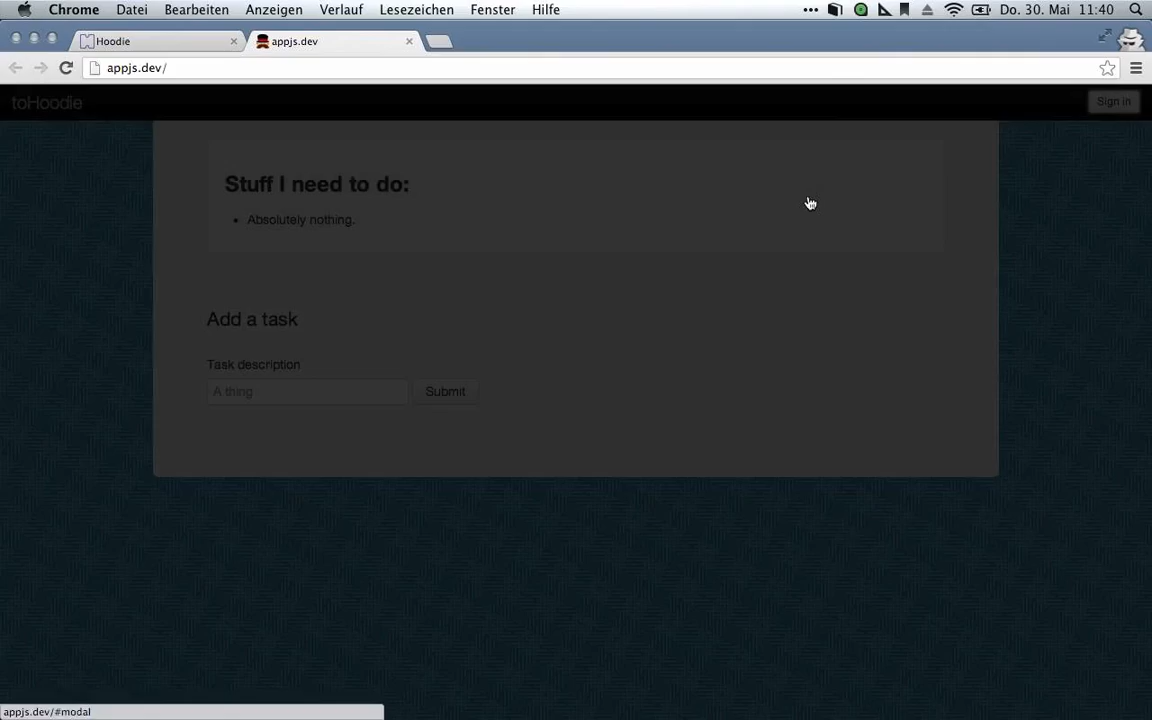 Chrome Datei Bearbeiten Anzeigen Verlauf Lesezeichen Fenster Hilfe Do. 30. Mai 11:40
Hoodie appjs.dev
appjs.dev/
toHoodie Sign in
Stuff I need to do:
• Absolutely nothing.
Add a task
Task description
A thing Submit
appjs.dev/#modal